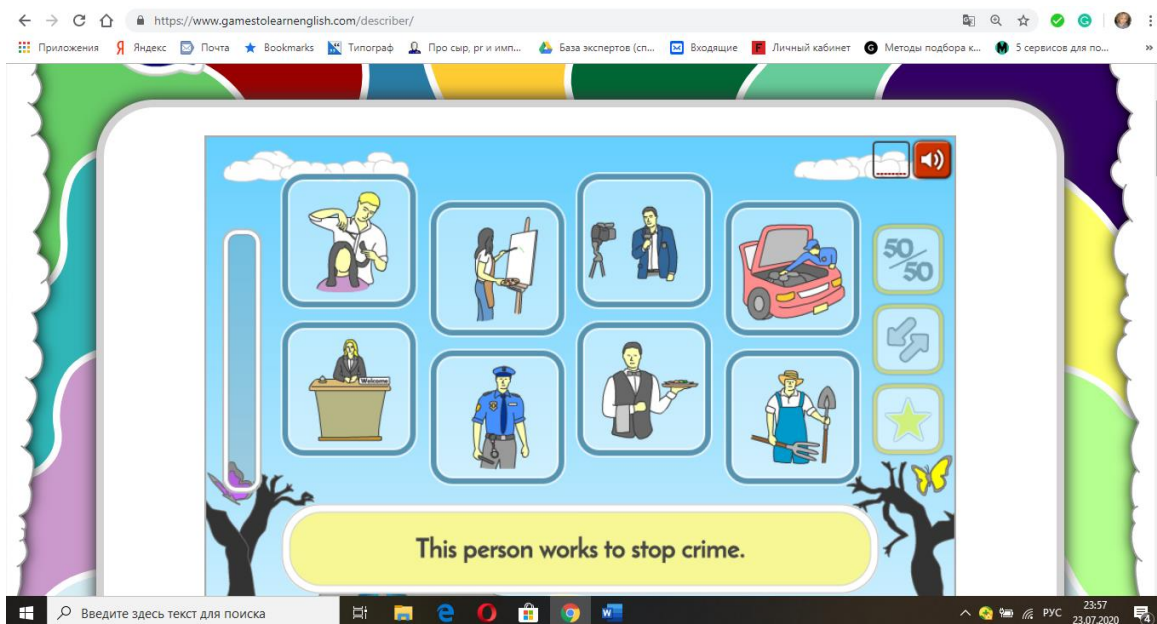 https://www.gamestolearnenglish.com/describer/
Приложения Яндекс Почта Bookmarks Типограф Про сыр, pr и имп... База экспертов (сп... Входящие Личный кабинет Методы подбора к... 5 сервисов для по... »
50/50
Welcome
This person works to stop crime.
Введите здесь текст для поиска
РУС
23:57
23.07.2020
4